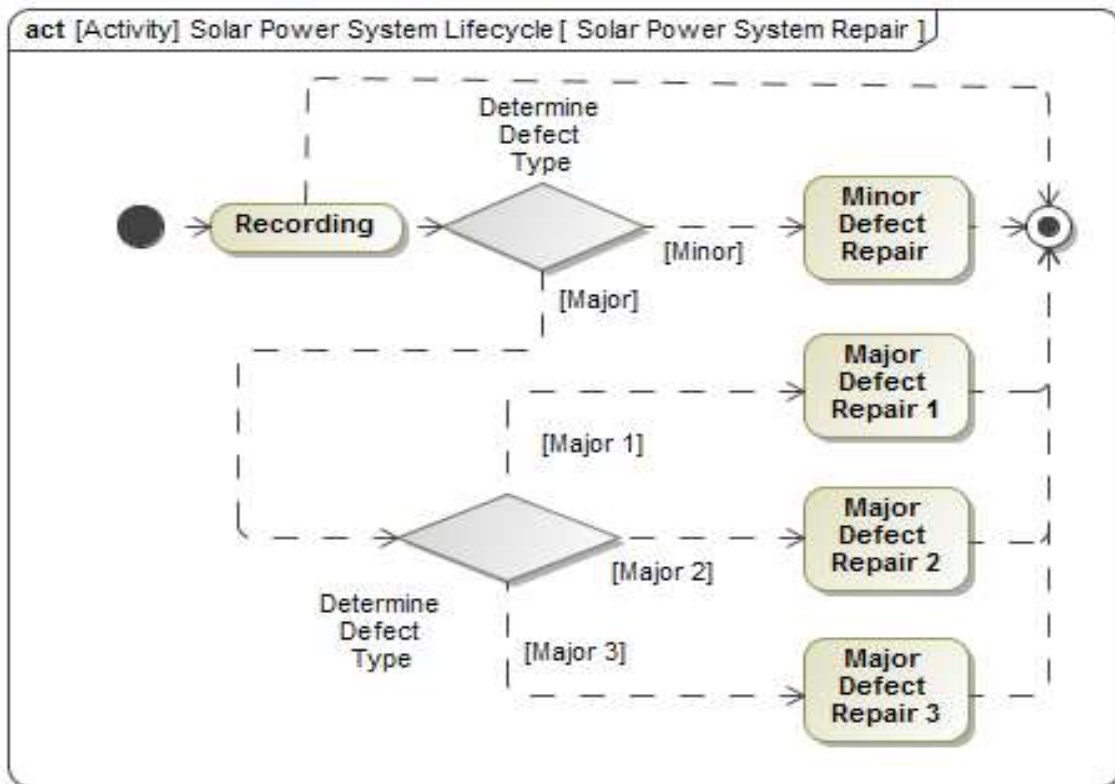 act [Activity] Solar Power System Lifecycle [ Solar Power System Repair ]
Determine
Defect
Type
Recording
[Minor]
Minor
Defect
Repair
[Major]
Major
Defect
Repair 1
[Major 1]
Major
Defect
Repair 2
[Major 2]
Determine
Defect
Type
[Major 3]
Major
Defect
Repair 3